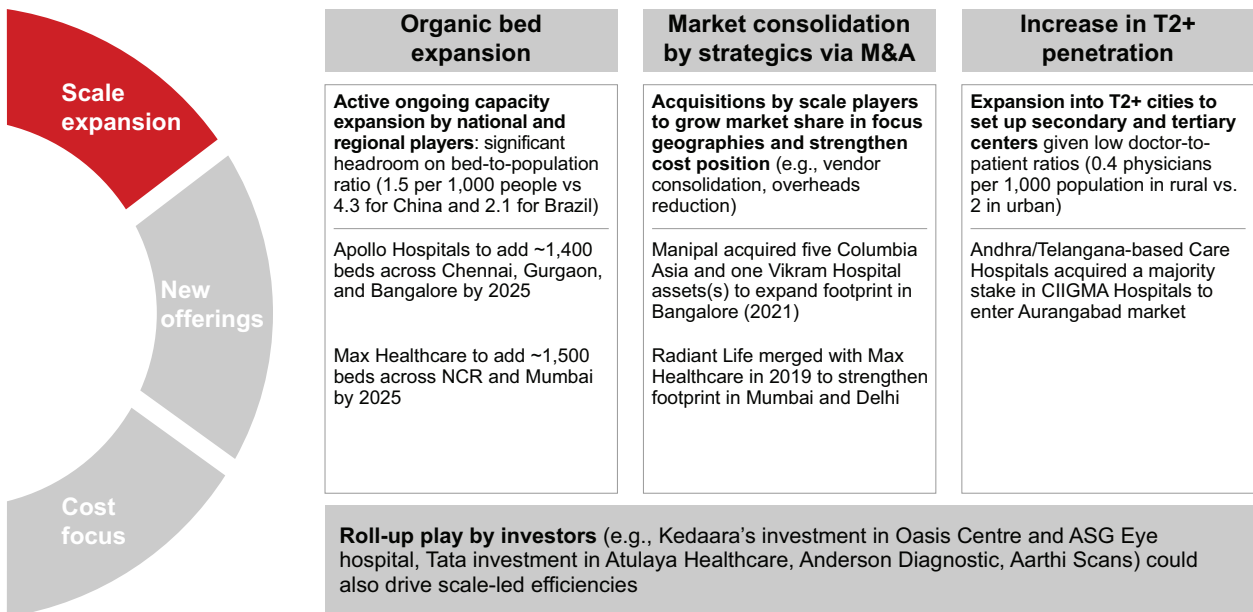 Scale
expansion
New
offerings
Cost
focus
Organic bed
expansion
Active ongoing capacity
expansion by national and
regional players: significant
headroom on bed-to-population
ratio (1.5 per 1,000 people vs
4.3 for China and 2.1 for Brazil)
Apollo Hospitals to add ~1,400
beds across Chennai, Gurgaon,
and Bangalore by 2025
Max Healthcare to add ~1,500
beds across NCR and Mumbai
by 2025
Market consolidation
by strategics via M&A
Acquisitions by scale players
to grow market share in focus
geographies and strengthen
cost position (e.g., vendor
consolidation, overheads
reduction)
Manipal acquired five Columbia
Asia and one Vikram Hospital
assets(s) to expand footprint in
Bangalore (2021)
Radiant Life merged with Max
Healthcare in 2019 to strengthen
footprint in Mumbai and Delhi
Increase in T2+
penetration
Expansion into T2+ cities to
set up secondary and tertiary
centers given low doctor-to-
patient ratios (0.4 physicians
per 1,000 population in rural vs.
2 in urban)
Andhra/Telangana-based Care
Hospitals acquired a majority
stake in CIIGMA Hospitals to
enter Aurangabad market
Roll-up play by investors (e.g., Kedaara’s investment in Oasis Centre and ASG Eye
hospital, Tata investment in Atulaya Healthcare, Anderson Diagnostic, Aarthi Scans) could
also drive scale-led efficiencies